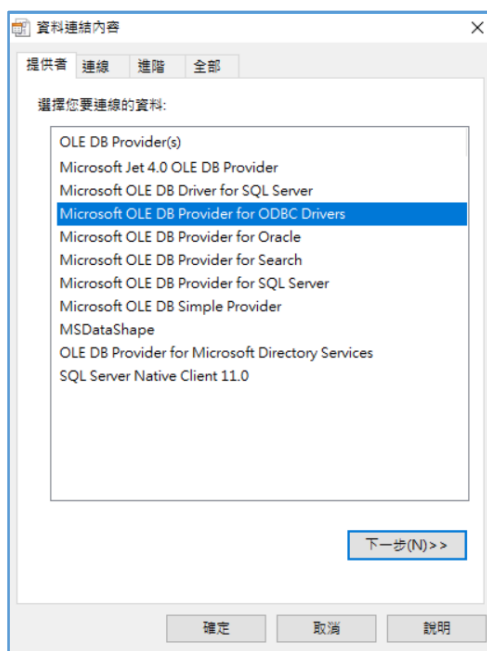 資料連結內容
提供者 連線 進階 全部
選擇您要連線的資料:
OLE DB Provider(s)
Microsoft Jet 4.0 OLE DB Provider
Microsoft OLE DB Driver for SQL Server
Microsoft OLE DB Provider for ODBC Drivers
Microsoft OLE DB Provider for Oracle
Microsoft OLE DB Provider for Search
Microsoft OLE DB Provider for SQL Server
Microsoft OLE DB Simple Provider
MSDataShape
OLE DB Provider for Microsoft Directory Services
SQL Server Native Client 11.0
下一步(N)>>
確定 取消 說明